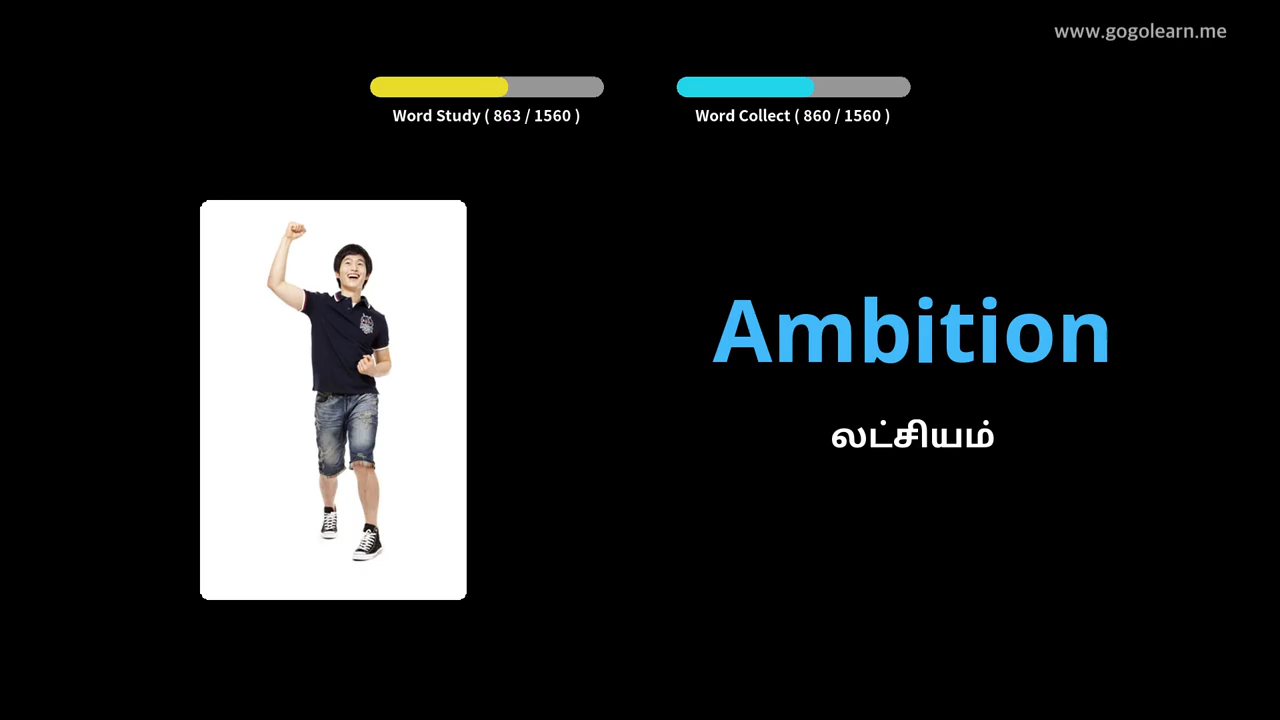 www.gogolearn.me
Word Study ( 863 / 1560 )
Word Collect ( 860 / 1560 )
Ambition
லட்சியம்